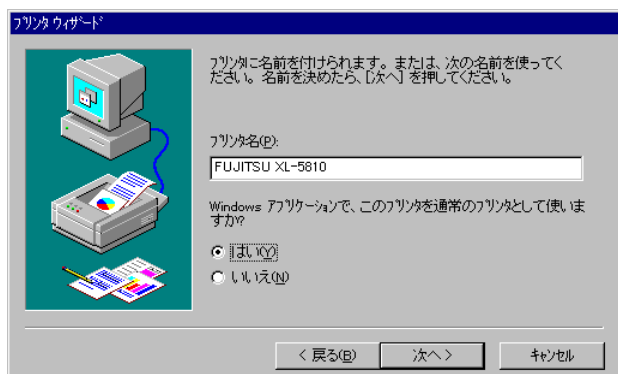 プリンタ ウィザード
プリンタに名前を付けられます。または、次の名前を使ってく
ださい。名前を決めたら、[次へ] を押してください。
プリンタ名(P):
FUJITSU XL-5810
Windows アプリケーションで、このプリンタを通常のプリンタとして使いま
すか?
はい(Y)
いいえ(N)
< 戻る(B)
次へ >
キャンセル